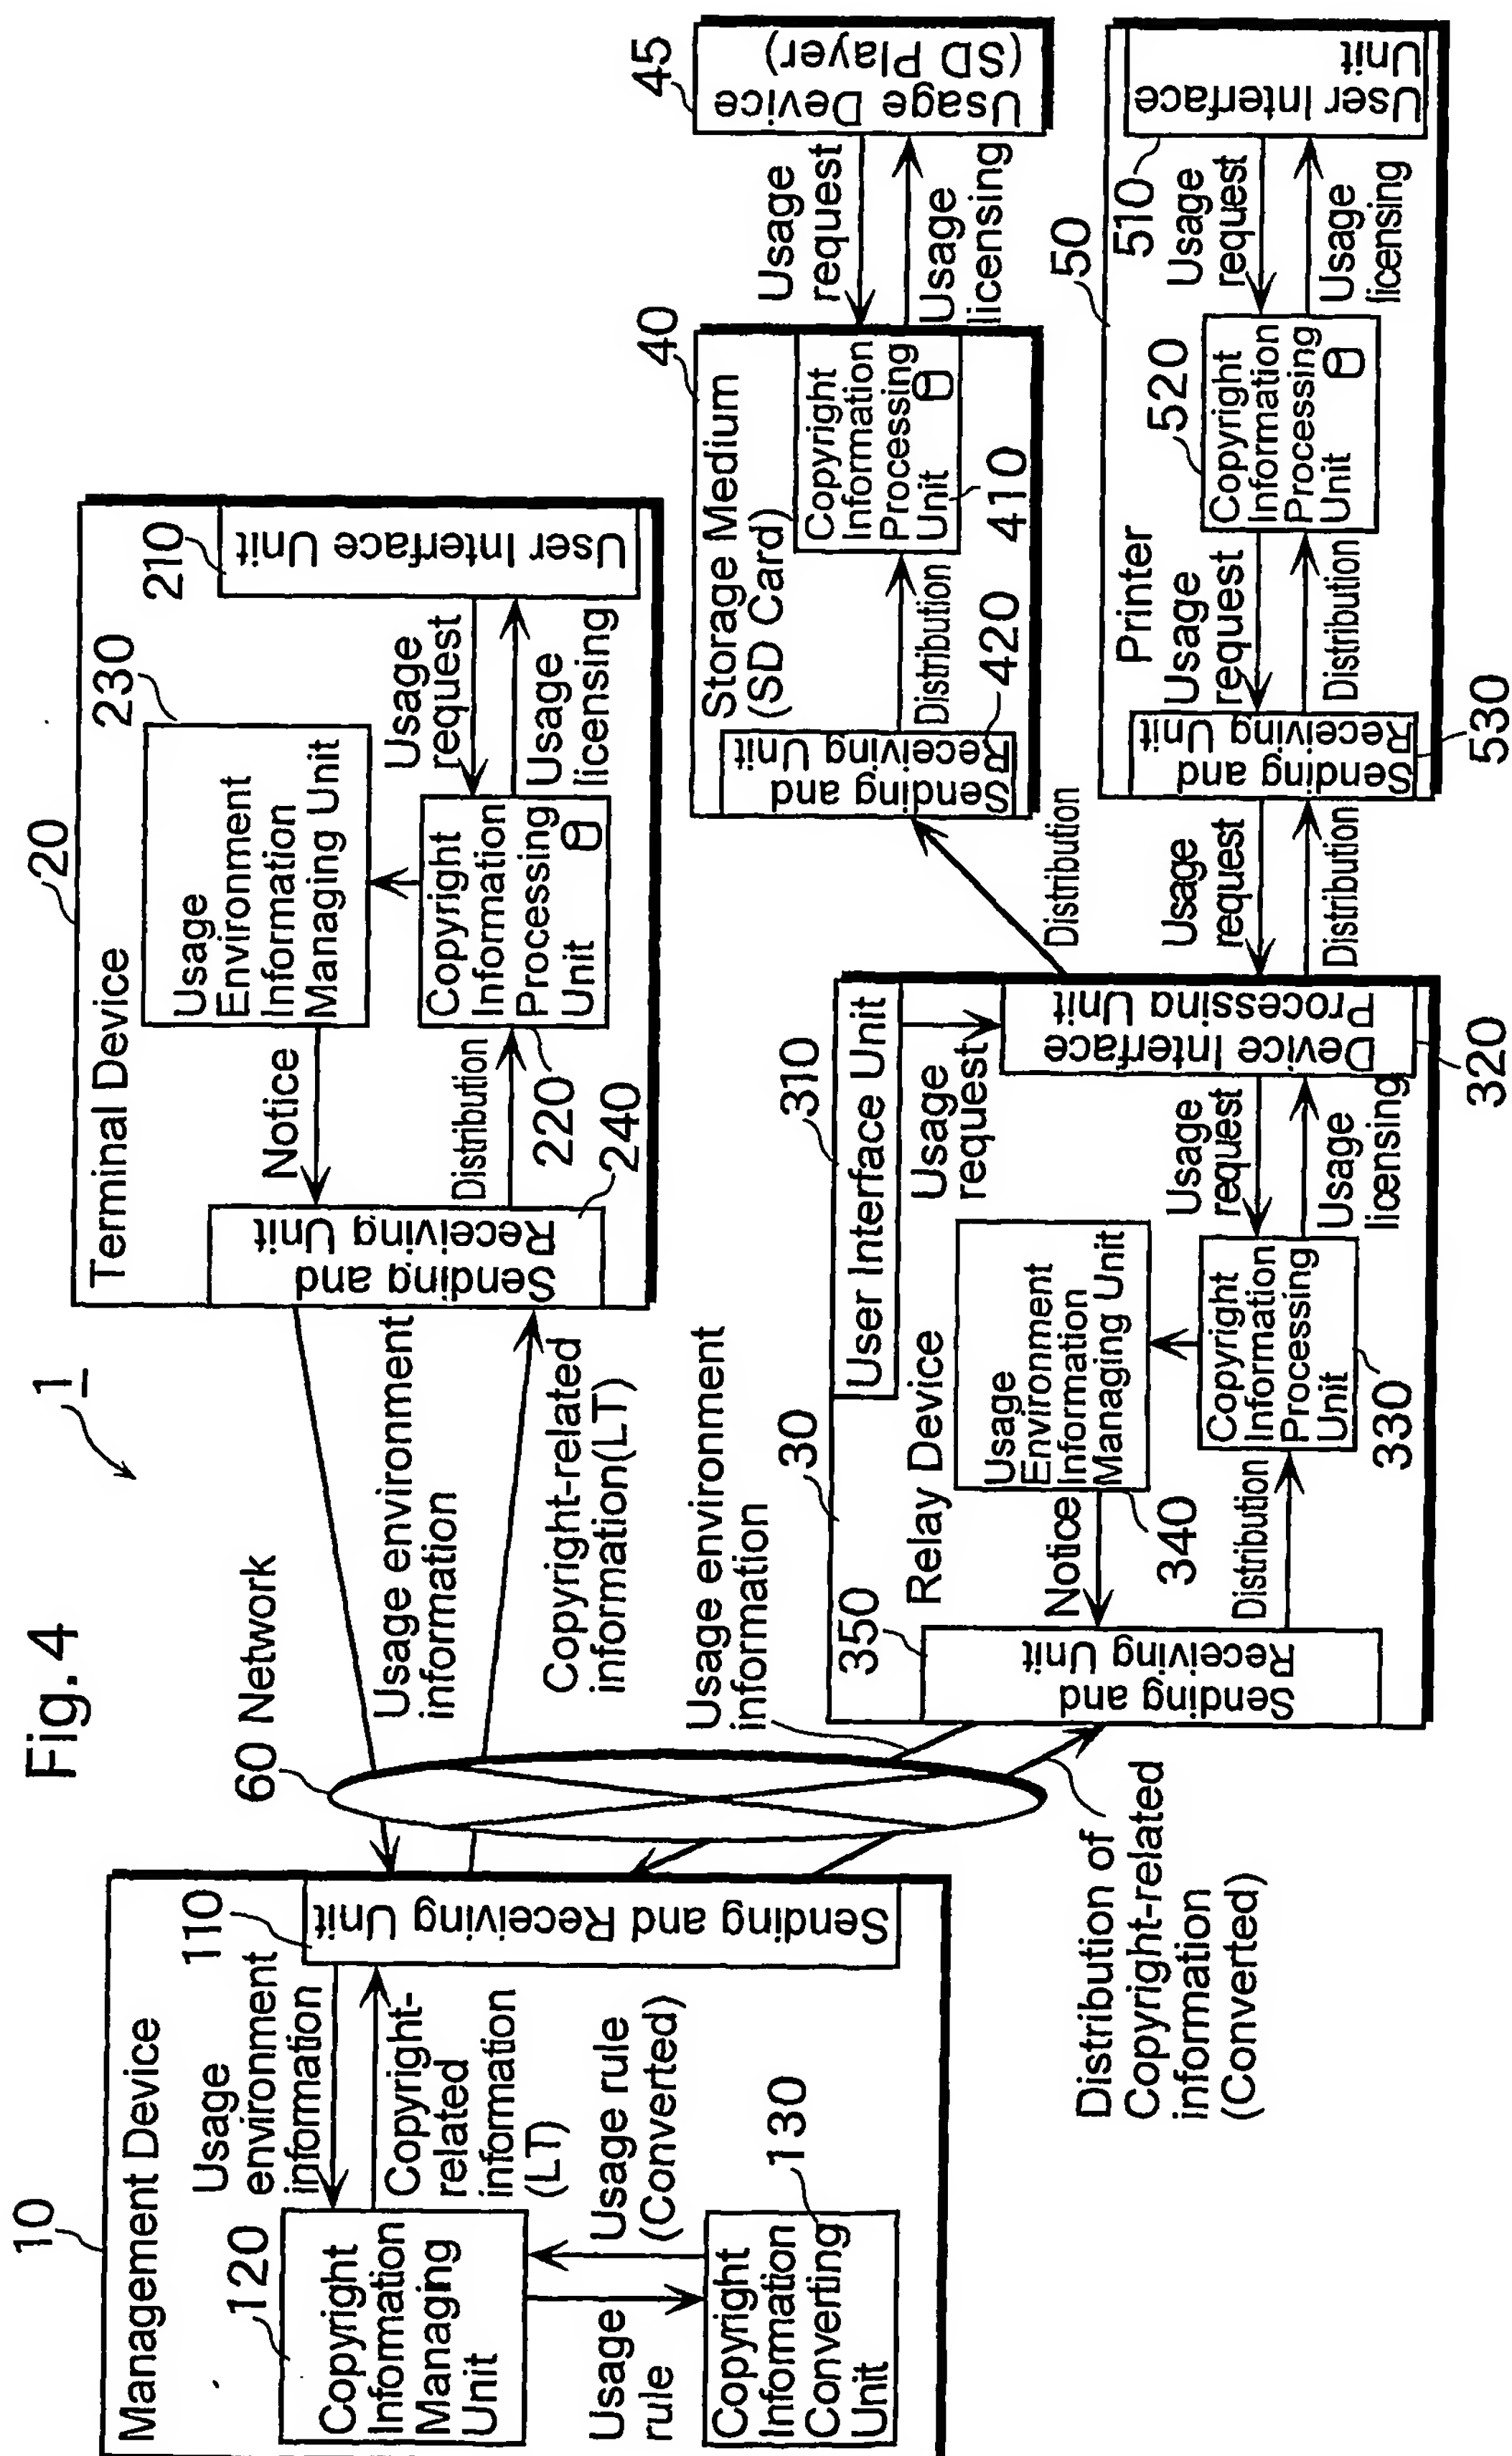 Fig. 4
1
10
Management Device
120
Copyright
Information
Managing
Unit
Usage
environment
information
110
Sending and Receiving Unit
Copyright-
related
information
(LT)
Usage
rule
Usage rule
(Converted)
Copyright
Information
Converting
Unit
130
60 Network
Usage environment
information
Copyright-related
information(LT)
Usage environment
information
Distribution of
Copyright-related
information
(Converted)
20
Terminal Device
Sending and
Receiving Unit
240
Notice
Usage
Environment
Information
Managing Unit
230
Distribution
220
Copyright
Information
Processing
Unit
Usage
request
Usage
licensing
210
User Interface Unit
30
Relay Device
350
Sending and
Receiving Unit
Notice
340
Usage
Environment
Information
Managing Unit
Distribution
330
Copyright
Information
Processing
Unit
310
User Interface Unit
Usage
request
Usage
request
Usage
licensing
Device Interface
Processing Unit
320
Distribution
Usage
request
Distribution
40
Storage Medium
(SD Card)
Sending and
Receiving Unit
420
Distribution
Copyright
Information
Processing
Unit
410
Usage
request
Usage
licensing
45
Usage Device
(SD Player)
50
Printer
Sending and
Receiving Unit
530
Usage
request
Distribution
520
Copyright
Information
Processing
Unit
Usage
request
Usage
licensing
510
User Interface
Unit